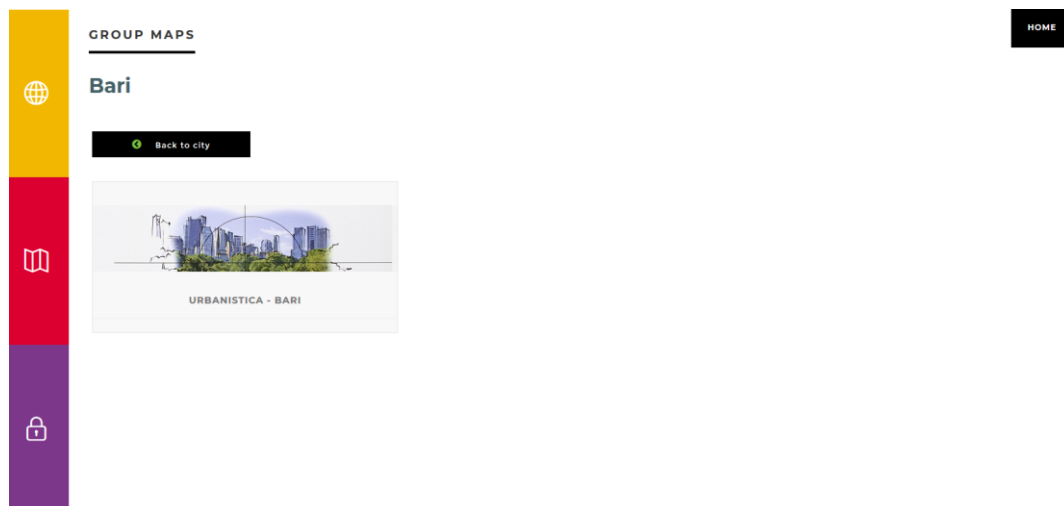 GROUP MAPS
HOME
Bari
Back to city
URBANISTICA - BARI